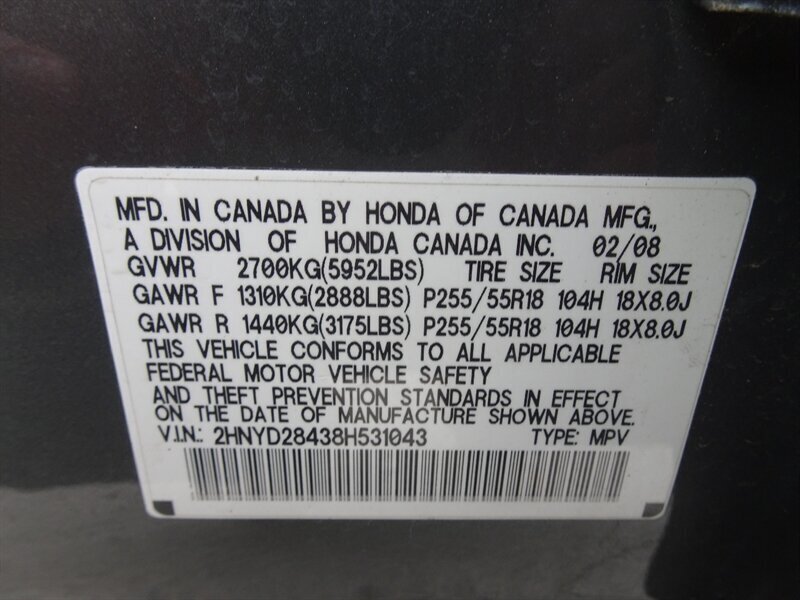 MFD. IN CANADA BY HONDA OF CANADA MFG.,
A DIVISION OF HONDA CANADA INC. 02/08
GVWR 2700KG(5952LBS) TIRE SIZE RIM SIZE
GAWR F 1310KG(2888LBS) P255/55R18 104H 18X8.0J
GAWR R 1440KG(3175LBS) P255/55R18 104H 18X8.0J
THIS VEHICLE CONFORMS TO ALL APPLICABLE
FEDERAL MOTOR VEHICLE SAFETY
AND THEFT PREVENTION STANDARDS IN EFFECT
ON THE DATE OF MANUFACTURE SHOWN ABOVE.
V.I.N.: 2HNYD28438H531043 TYPE: MPV